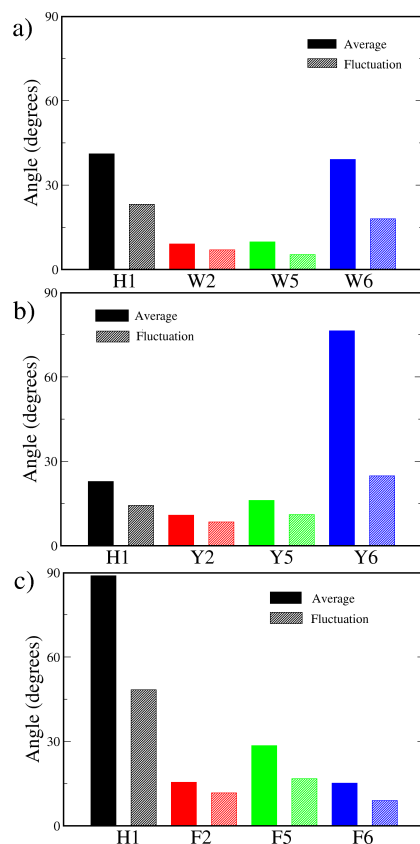 a)
90
60
30
0
Angle (degrees)
Average
Fluctuation
H1 W2 W5 W6
b)
90
60
30
0
Angle (degrees)
Average
Fluctuation
H1 Y2 Y5 Y6
c)
90
60
30
0
Angle (degrees)
Average
Fluctuation
H1 F2 F5 F6